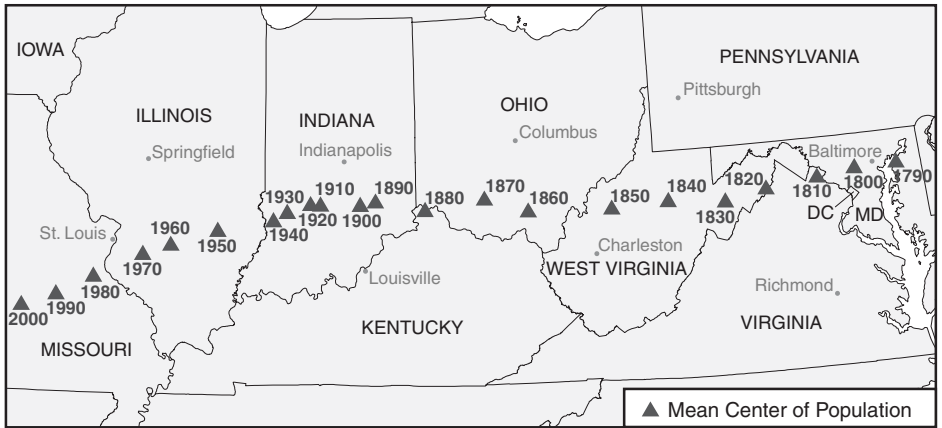 IOWA
PENNSYLVANIA
Pittsburgh
ILLINOIS
INDIANA
OHIO
Columbus
Springfield
Indianapolis
Baltimore
1790
1800
1810
1820
1830
1840
1850
1860
1870
1880
1890
1900
1910
1920
1930
1940
1950
1960
1970
1980
1990
2000
DC
MD
St. Louis
Charleston
WEST VIRGINIA
Louisville
Richmond
MISSOURI
KENTUCKY
VIRGINIA
Mean Center of Population